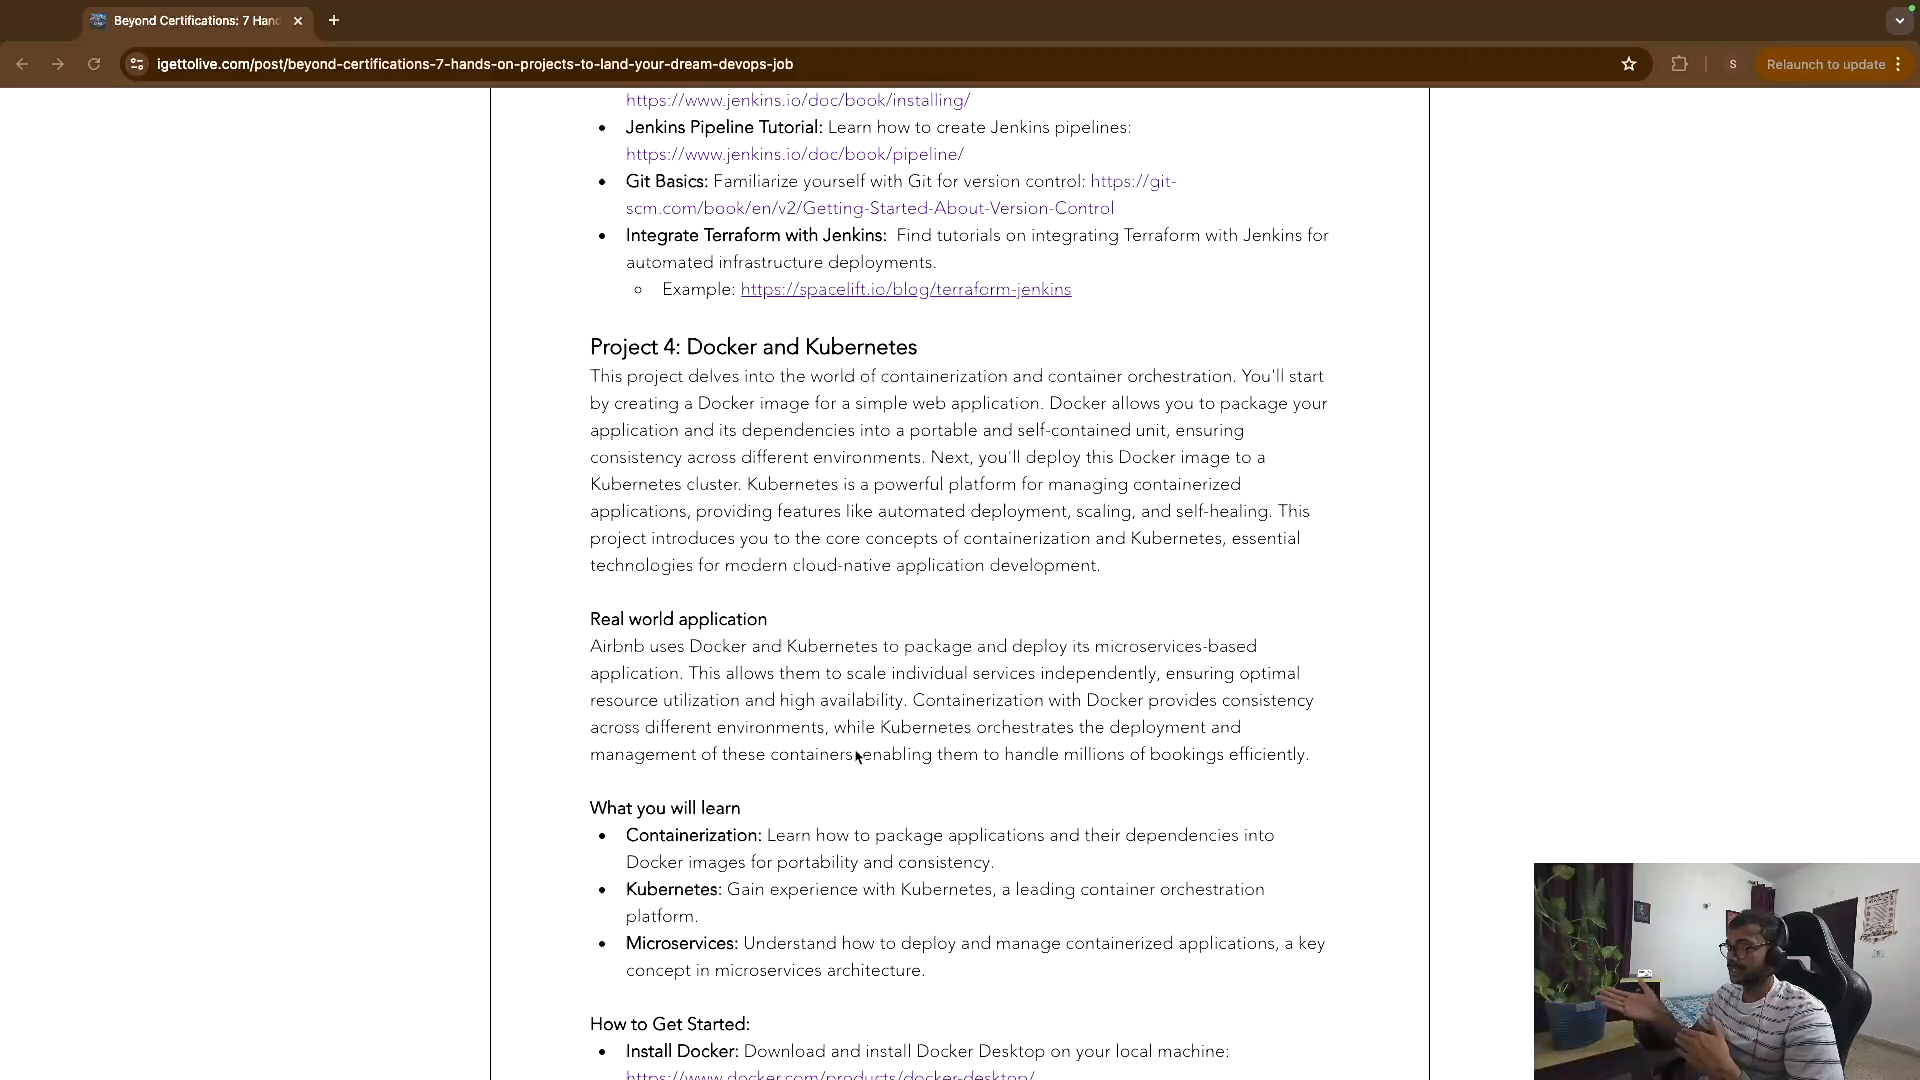 Beyond Certifications: 7 Han
igettolive.com/post/beyond-certifications-7-hands-on-projects-to-land-your-dream-devops-job
S
Relaunch to update
https://www.jenkins.io/doc/book/installing/
• Jenkins Pipeline Tutorial: Learn how to create Jenkins pipelines:
https://www.jenkins.io/doc/book/pipeline/
• Git Basics: Familiarize yourself with Git for version control: https://git-
scm.com/book/en/v2/Getting-Started-About-Version-Control
• Integrate Terraform with Jenkins:  Find tutorials on integrating Terraform with Jenkins for
automated infrastructure deployments.
○ Example: https://spacelift.io/blog/terraform-jenkins
Project 4: Docker and Kubernetes
This project delves into the world of containerization and container orchestration. You'll start
by creating a Docker image for a simple web application. Docker allows you to package your
application and its dependencies into a portable and self-contained unit, ensuring
consistency across different environments. Next, you'll deploy this Docker image to a
Kubernetes cluster. Kubernetes is a powerful platform for managing containerized
applications, providing features like automated deployment, scaling, and self-healing. This
project introduces you to the core concepts of containerization and Kubernetes, essential
technologies for modern cloud-native application development.
Real world application
Airbnb uses Docker and Kubernetes to package and deploy its microservices-based
application. This allows them to scale individual services independently, ensuring optimal
resource utilization and high availability. Containerization with Docker provides consistency
across different environments, while Kubernetes orchestrates the deployment and
management of these containers, enabling them to handle millions of bookings efficiently.
What you will learn
• Containerization: Learn how to package applications and their dependencies into
Docker images for portability and consistency.
• Kubernetes: Gain experience with Kubernetes, a leading container orchestration
platform.
• Microservices: Understand how to deploy and manage containerized applications, a key
concept in microservices architecture.
How to Get Started:
• Install Docker: Download and install Docker Desktop on your local machine:
https://www.docker.com/products/docker-desktop/